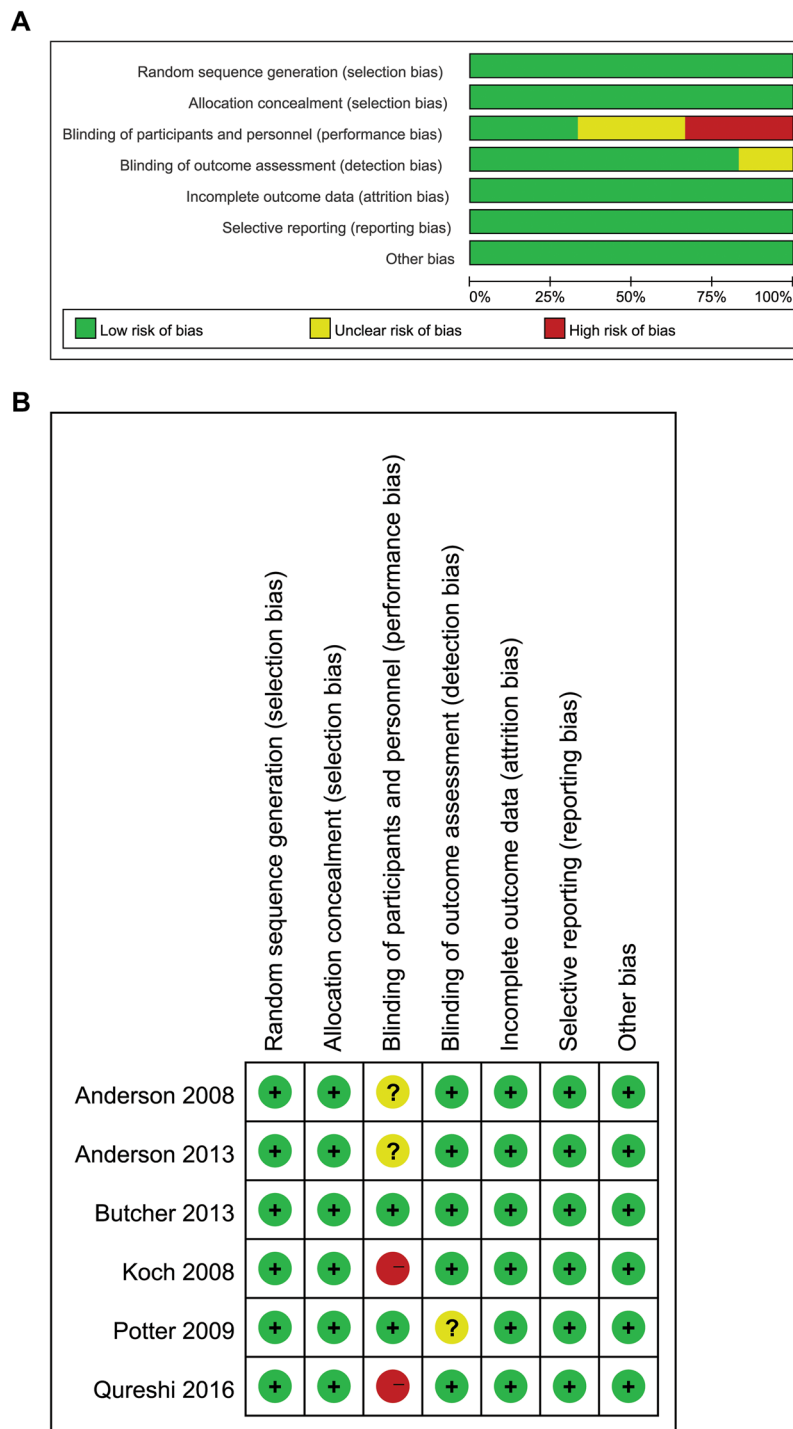 A
Random sequence generation (selection bias)
Allocation concealment (selection bias)
Blinding of participants and personnel (performance bias)
Blinding of outcome assessment (detection bias)
Incomplete outcome data (attrition bias)
Selective reporting (reporting bias)
Other bias
0% 25% 50% 75% 100%
Low risk of bias Unclear risk of bias High risk of bias
B
Random sequence generation (selection bias)
Allocation concealment (selection bias)
Blinding of participants and personnel (performance bias)
Blinding of outcome assessment (detection bias)
Incomplete outcome data (attrition bias)
Selective reporting (reporting bias)
Other bias
Anderson 2008 + + ? + + + +
Anderson 2013 + + ? + + + +
Butcher 2013 + + + + + + +
Koch 2008 + + – + + + +
Potter 2009 + + + ? + + +
Qureshi 2016 + + – + + + +